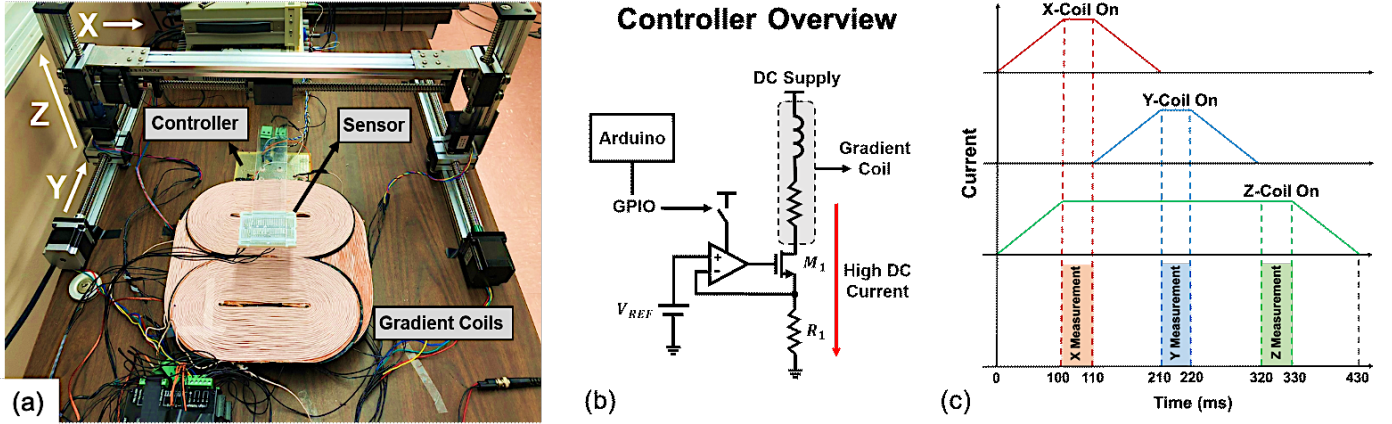 X
Z
Y
Controller
Sensor
Gradient Coils
(a)
Controller Overview
DC Supply
Arduino
Gradient
Coil
GPIO
+
−
M1
High DC
Current
VREF
R1
(b)
X-Coil On
Y-Coil On
Z-Coil On
Current
X Measurement
Y Measurement
Z Measurement
0 100 110 210 220 320 330 430
Time (ms)
(c)